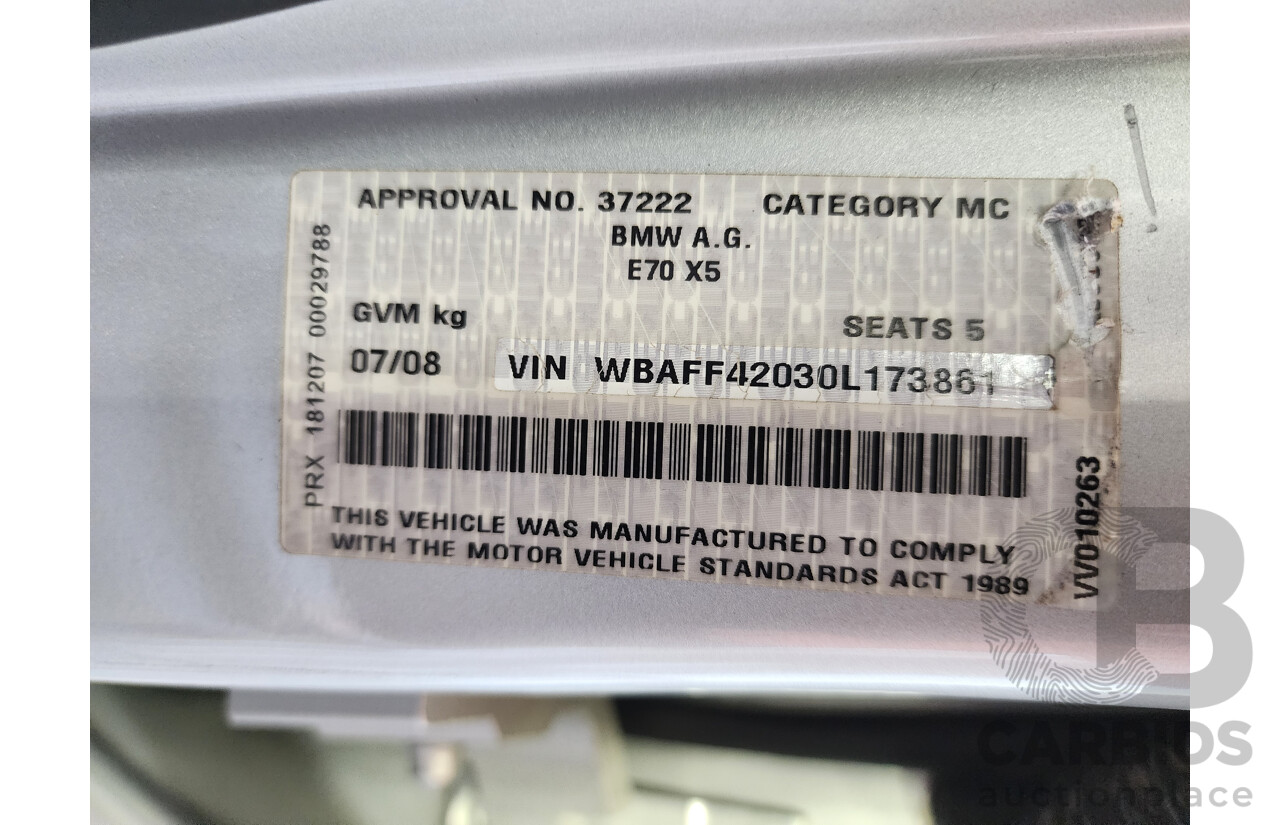 APPROVAL NO. 37222 CATEGORY MC
BMW A.G.
E70 X5
GVM kg SEATS 5
07/08 VIN WBAFF42030L173861
THIS VEHICLE WAS MANUFACTURED TO COMPLY
WITH THE MOTOR VEHICLE STANDARDS ACT 1989
PRX 181207 00029788
VV010263
CB
CARBIDS
auctionplace